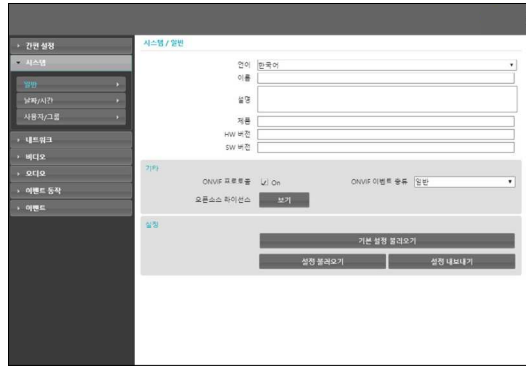 간편 설정
시스템
일반
날짜/시간
사용자/그룹
네트워크
비디오
오디오
이벤트 동작
이벤트
시스템 / 일반
언어 한국어
이름
설명
제품
HW 버전
SW 버전
기타
ONVIF 프로토콜 On ONVIF 이벤트 종류 일반
오픈소스 라이선스 보기
설정
기본 설정 불러오기
설정 불러오기 설정 내보내기